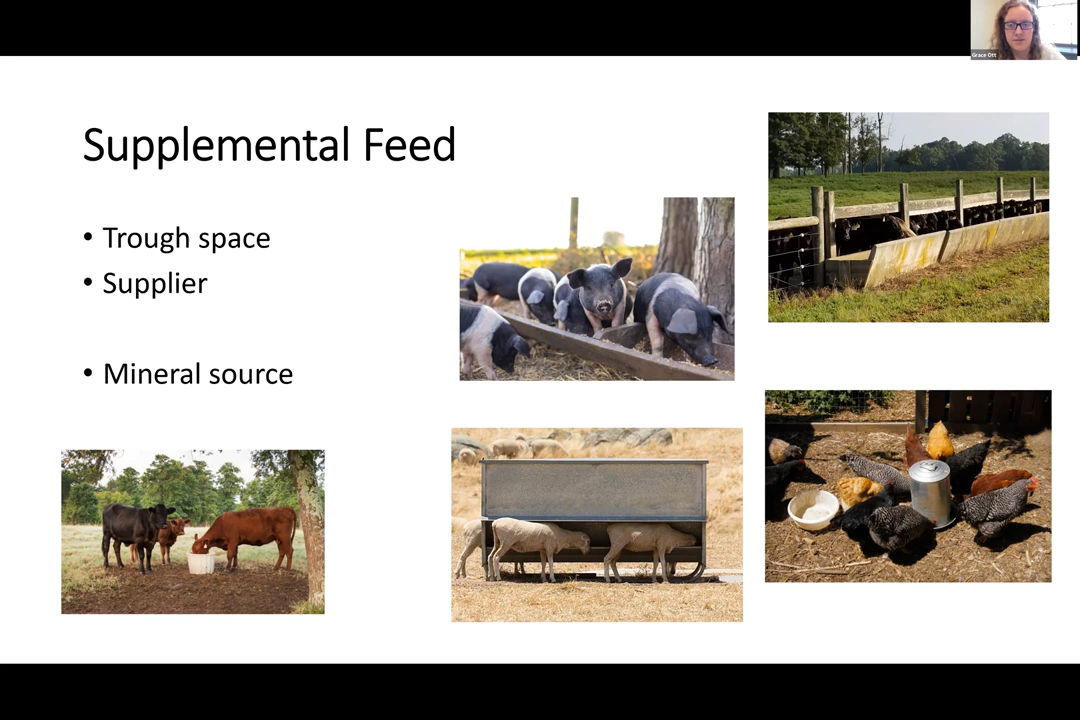 Grace Ott
Supplemental Feed
• Trough space
• Supplier
• Mineral source